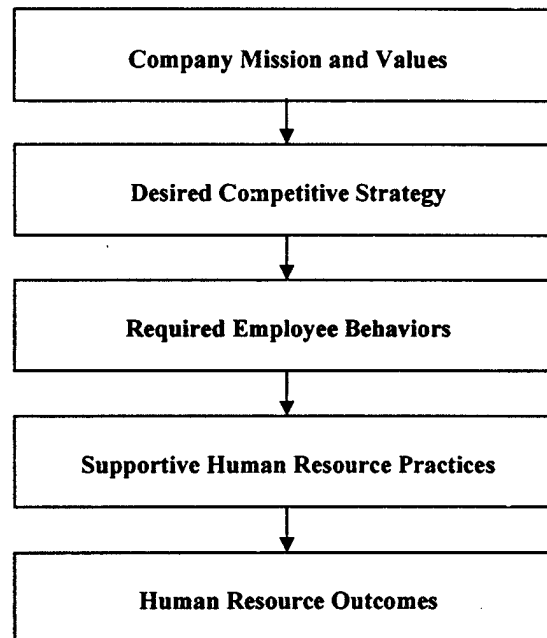 Company Mission and Values
Desired Competitive Strategy
Required Employee Behaviors
Supportive Human Resource Practices
Human Resource Outcomes